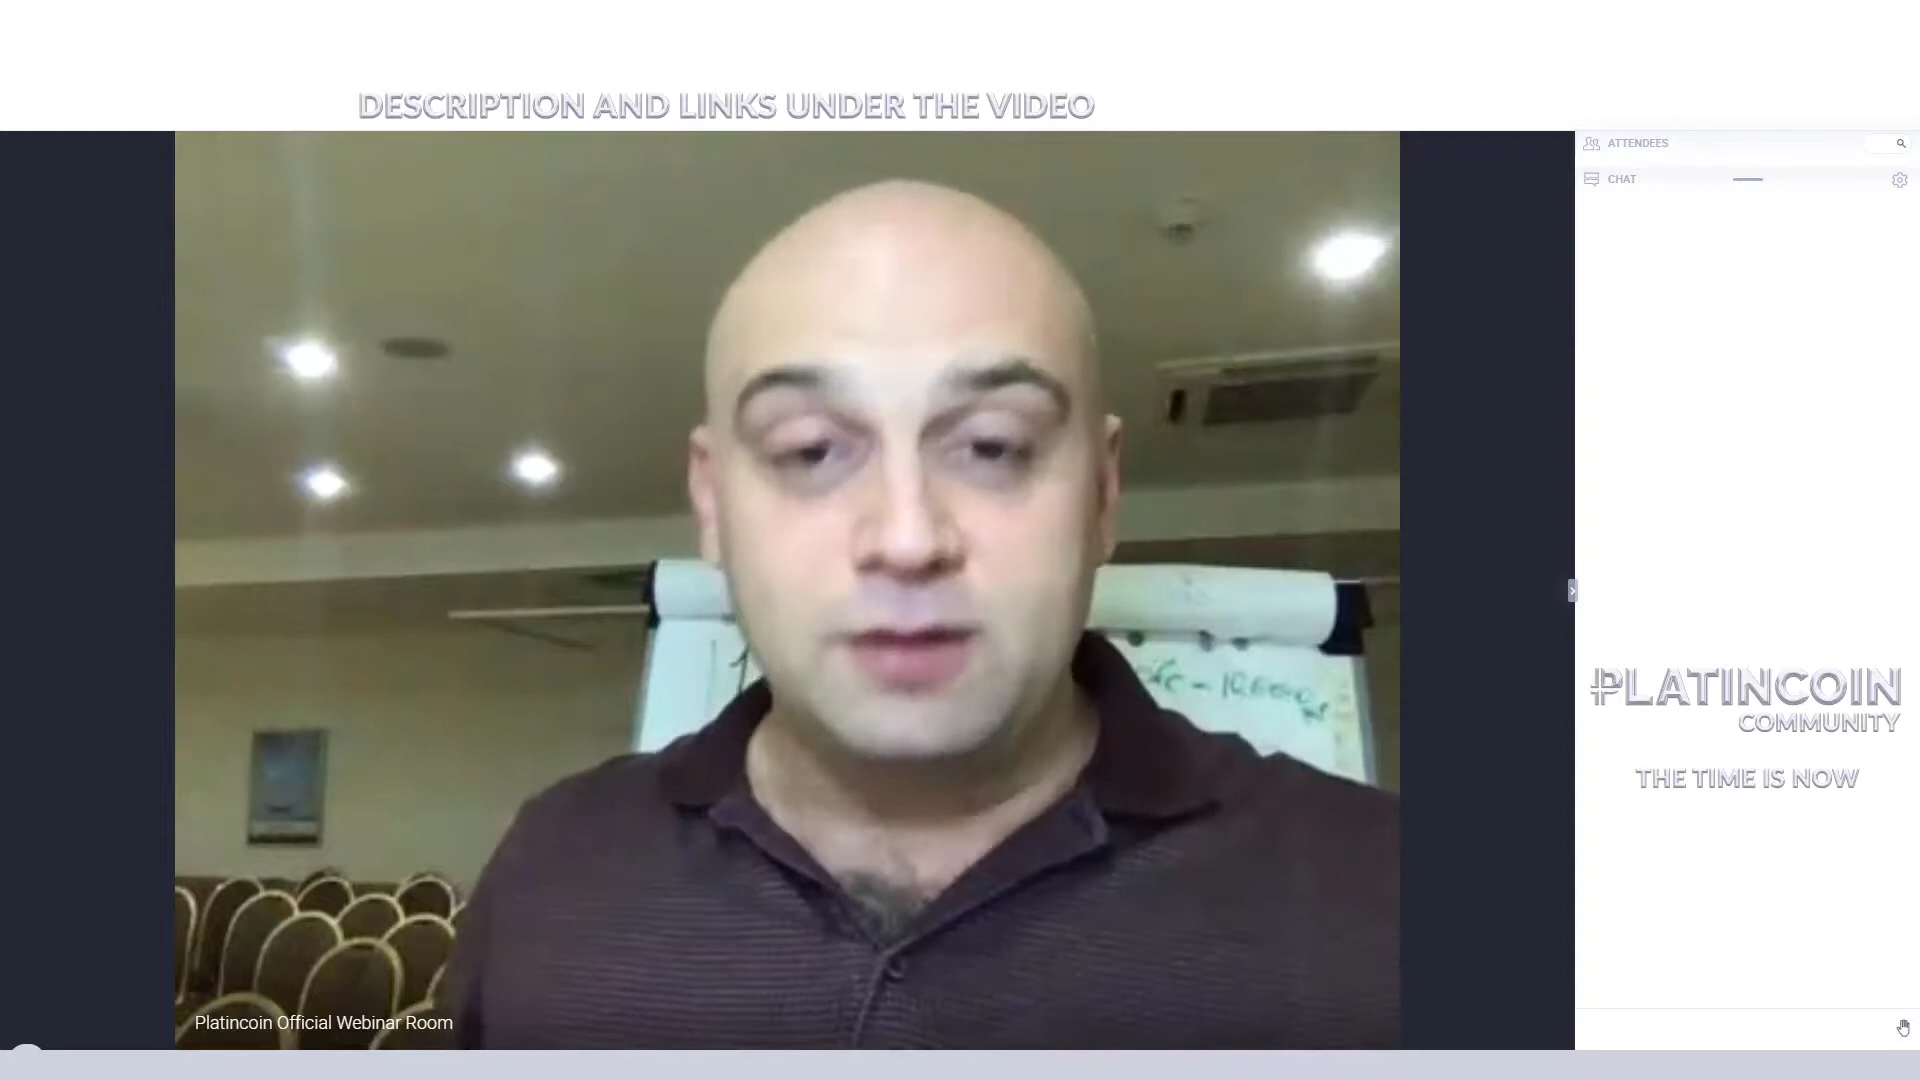 DESCRIPTION AND LINKS UNDER THE VIDEO
ATTENDEES
CHAT
PLATINCOIN
COMMUNITY
THE TIME IS NOW
Platincoin Official Webinar Room